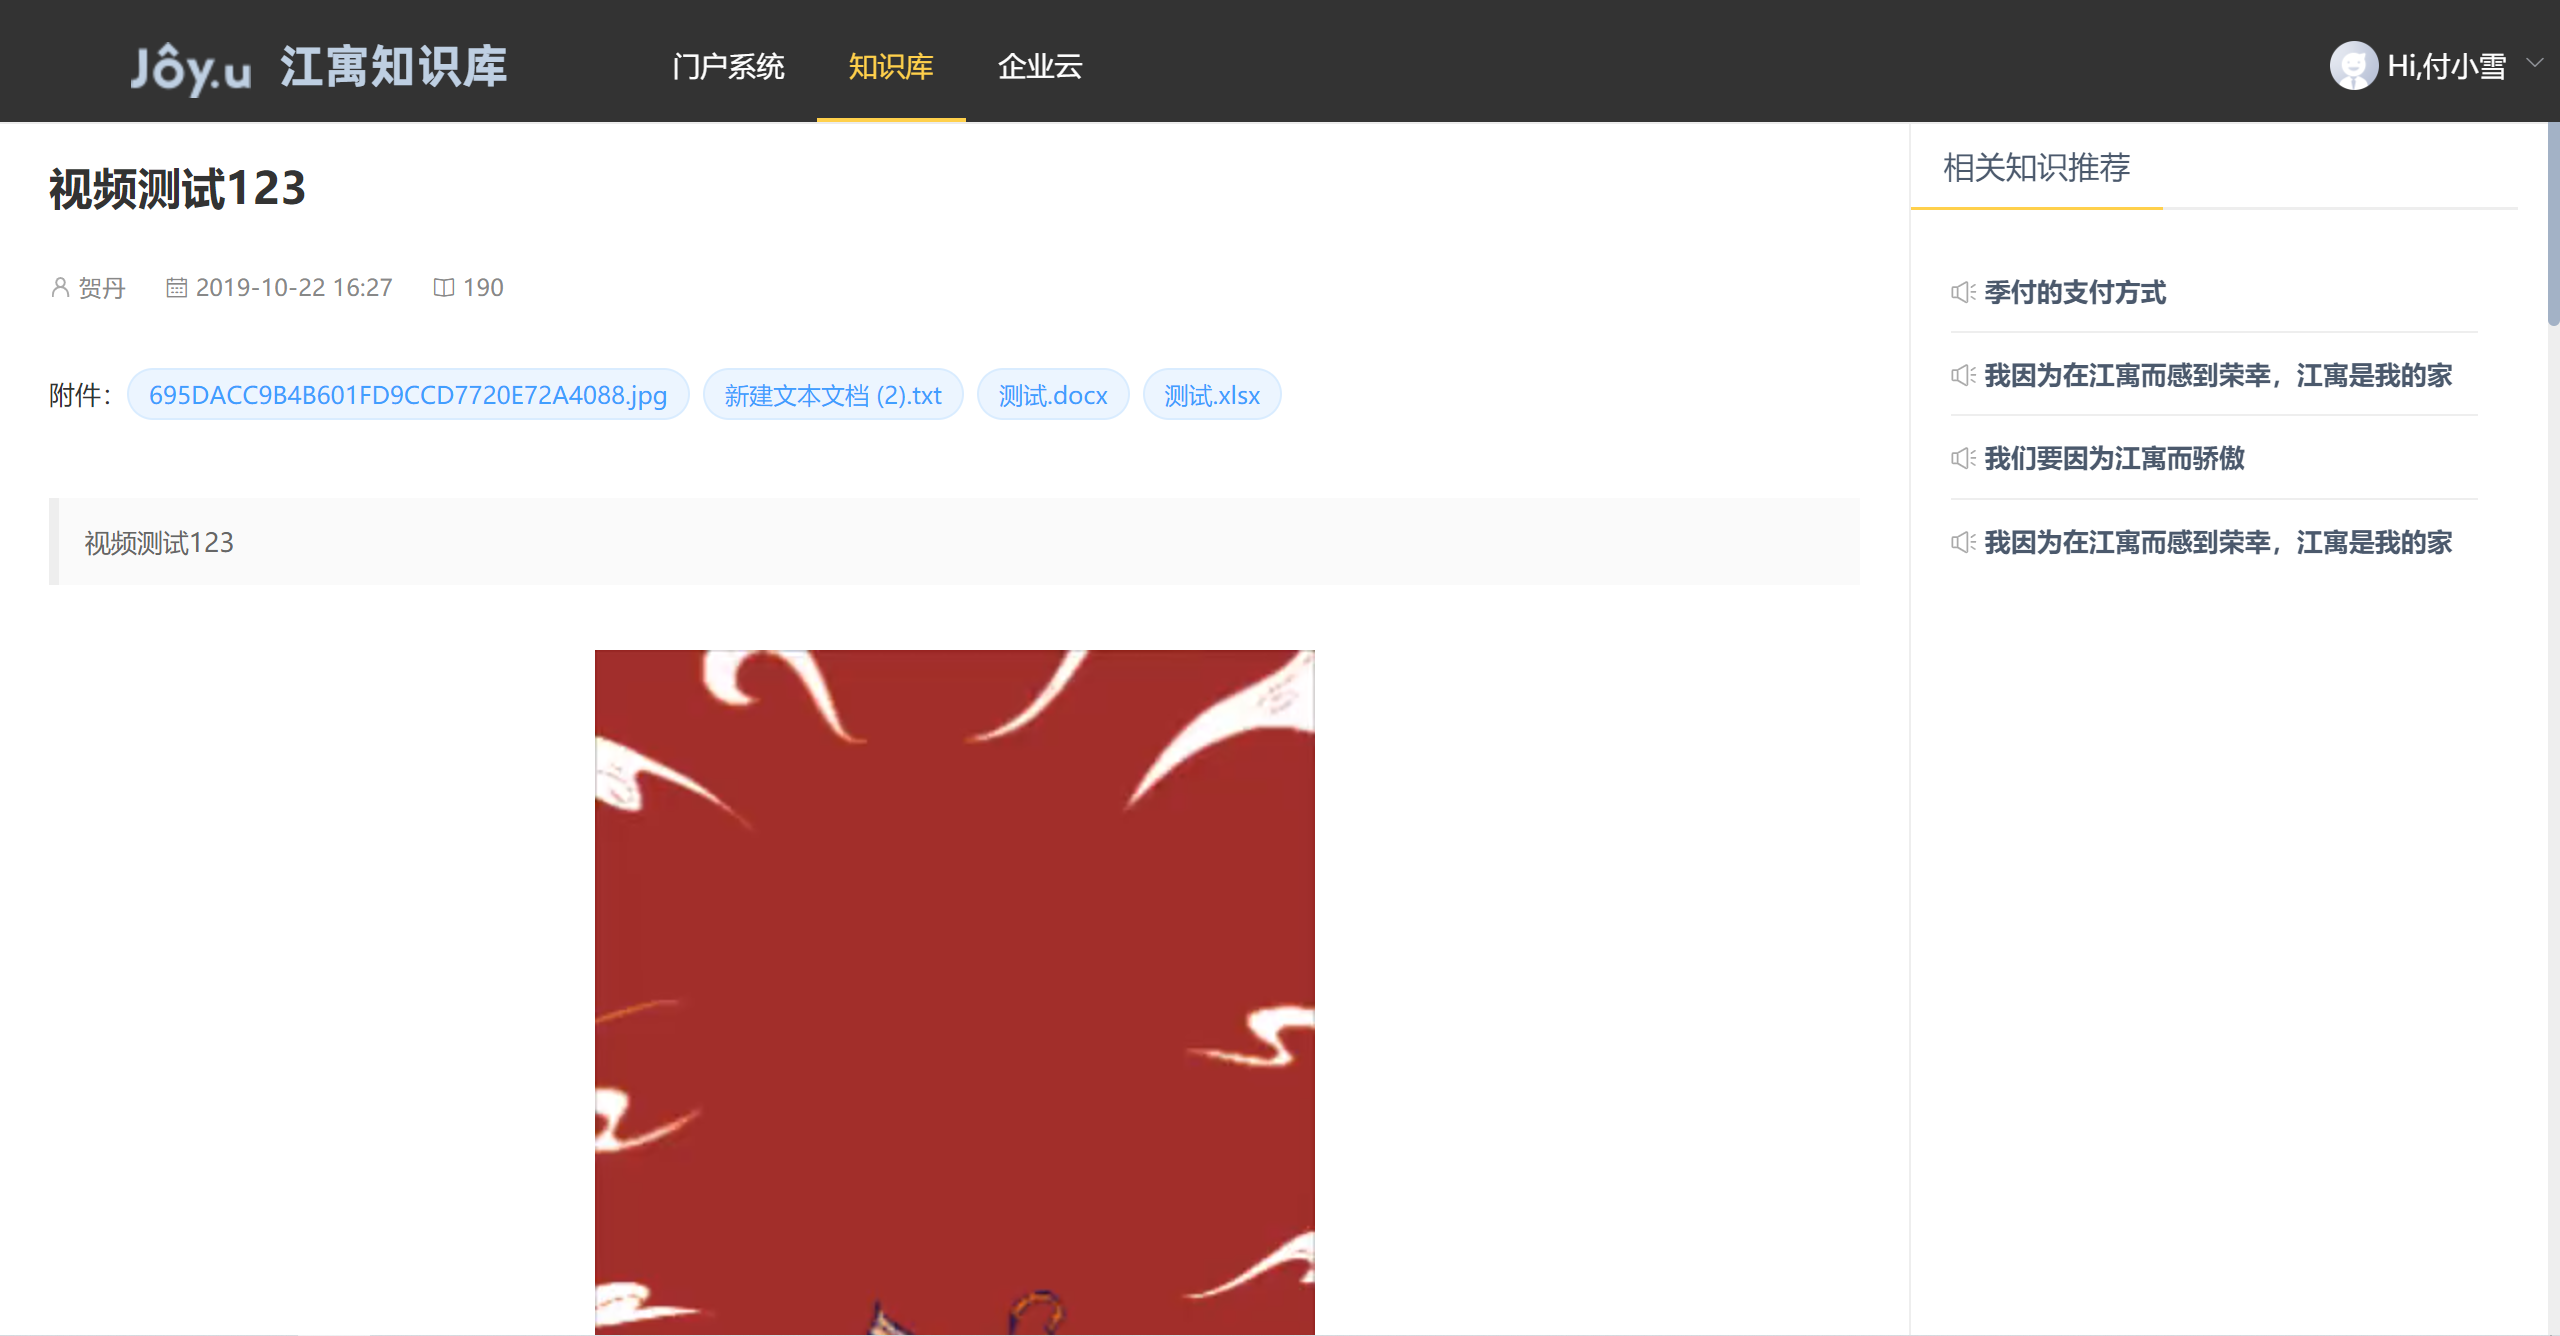 Jôy.u 江寓知识库 门户系统 知识库 企业云 Hi,付小雪
视频测试123
贺丹 2019-10-22 16:27 190
附件： 695DACC9B4B601FD9CCD7720E72A4088.jpg 新建文本文档 (2).txt 测试.docx 测试.xlsx
视频测试123
相关知识推荐
季付的支付方式
我因为在江寓而感到荣幸，江寓是我的家
我们要因为江寓而骄傲
我因为在江寓而感到荣幸，江寓是我的家